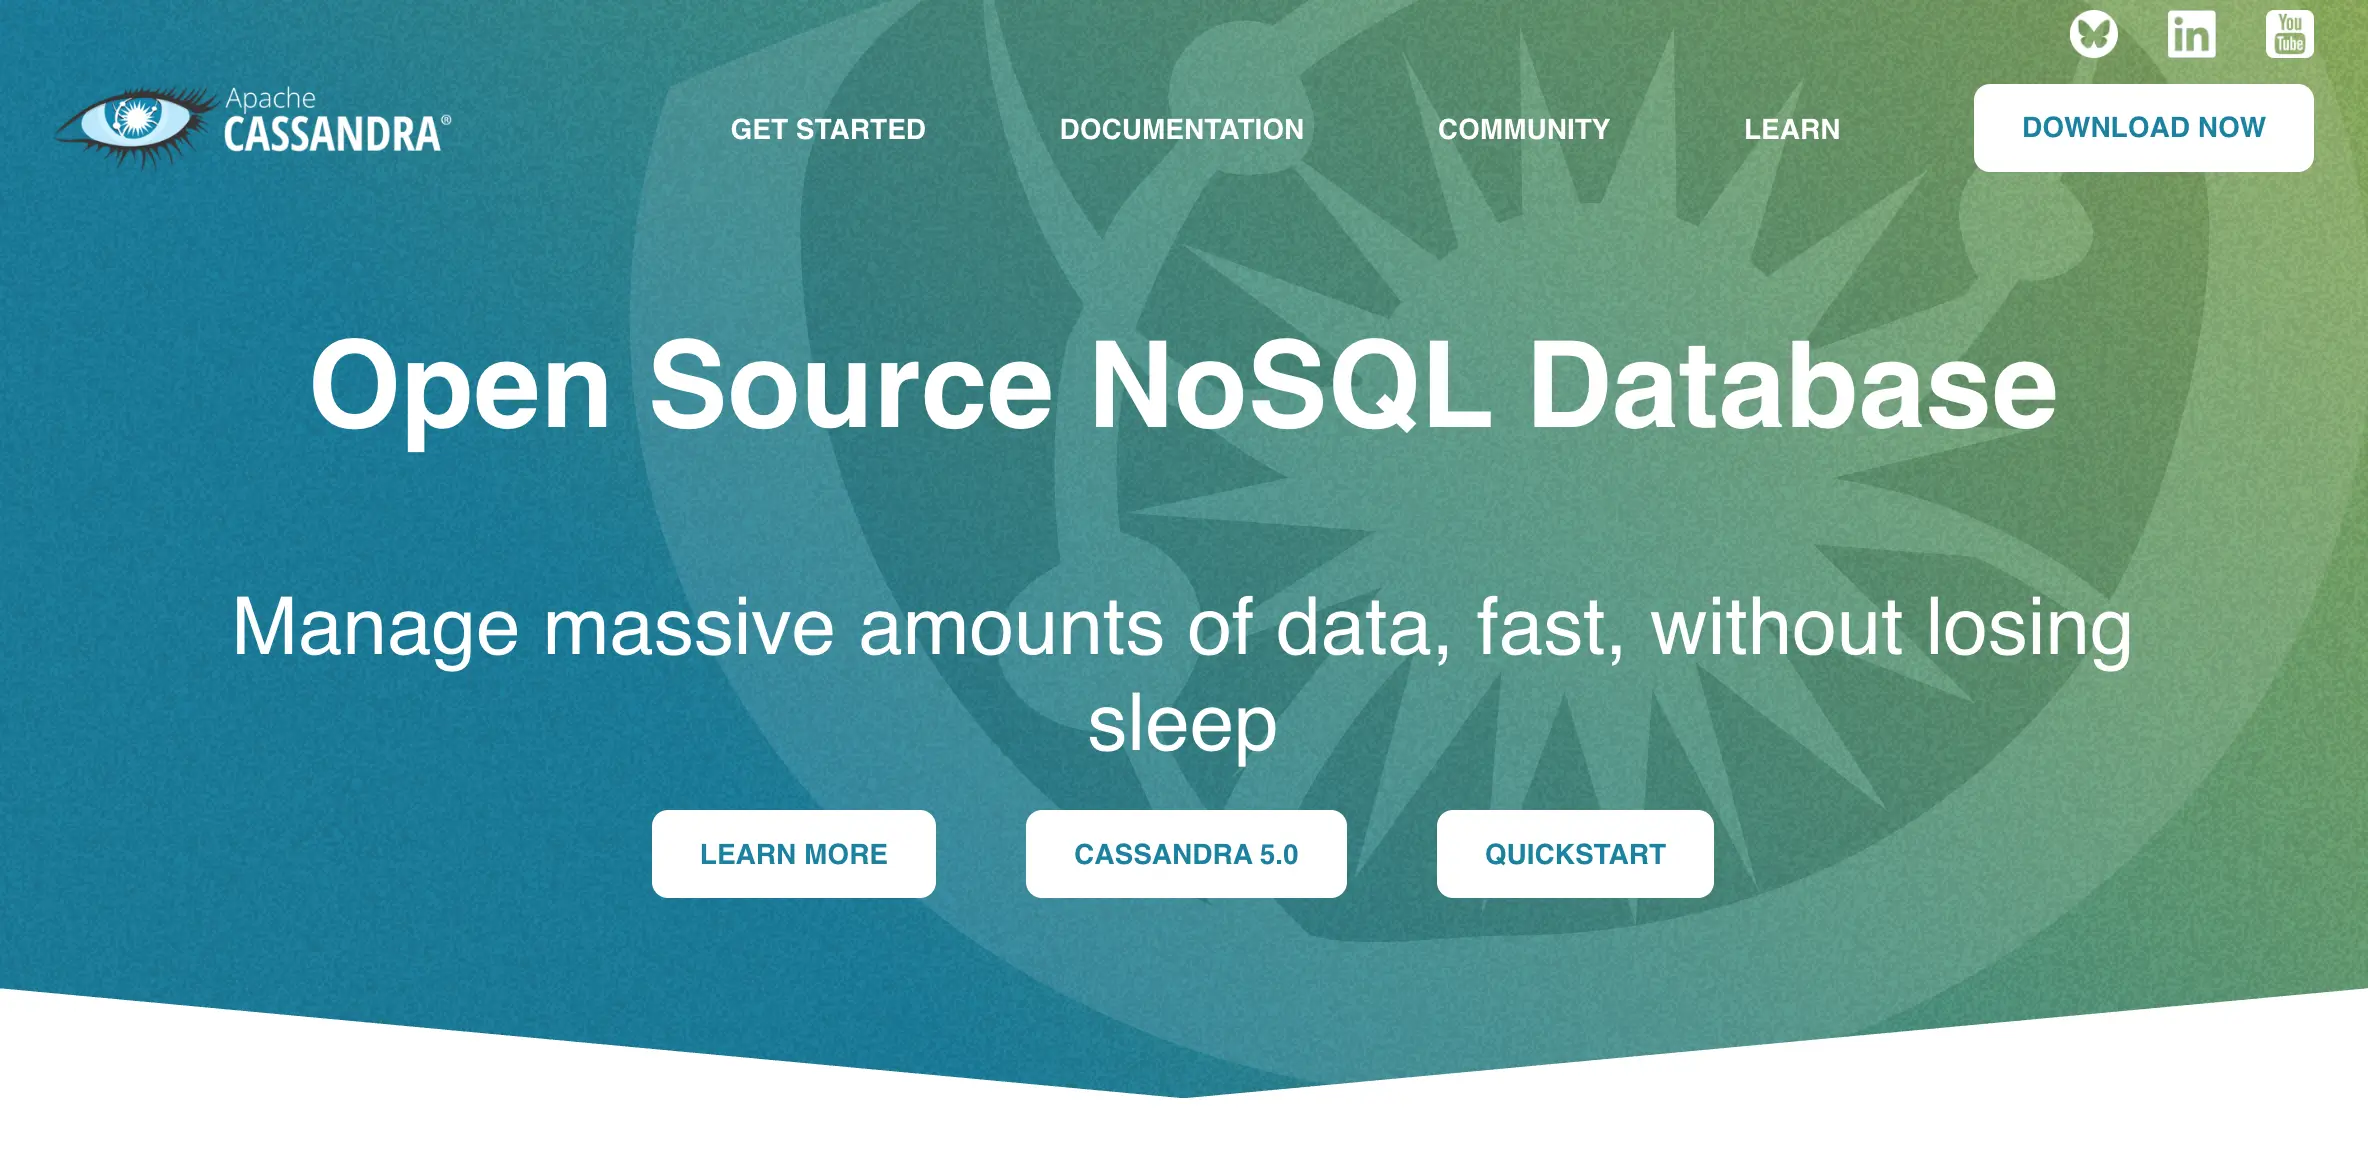 You
Tube
Apache
CASSANDRA®
GET STARTED
DOCUMENTATION
COMMUNITY
LEARN
DOWNLOAD NOW
Open Source NoSQL Database
Manage massive amounts of data, fast, without losing
sleep
LEARN MORE
CASSANDRA 5.0
QUICKSTART